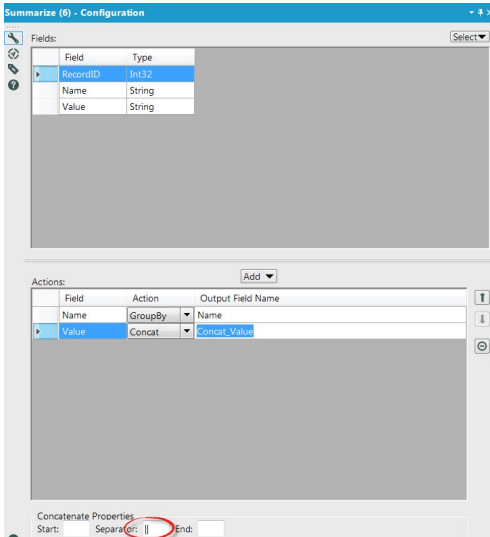 Summarize (6) - Configuration
Fields:
Select
Field Type
RecordID Int32
Name String
Value String
Add
Actions:
Field Action Output Field Name
Name GroupBy Name
Value Concat Concat_Value
Concatenate Properties
Start: Separator: || End: